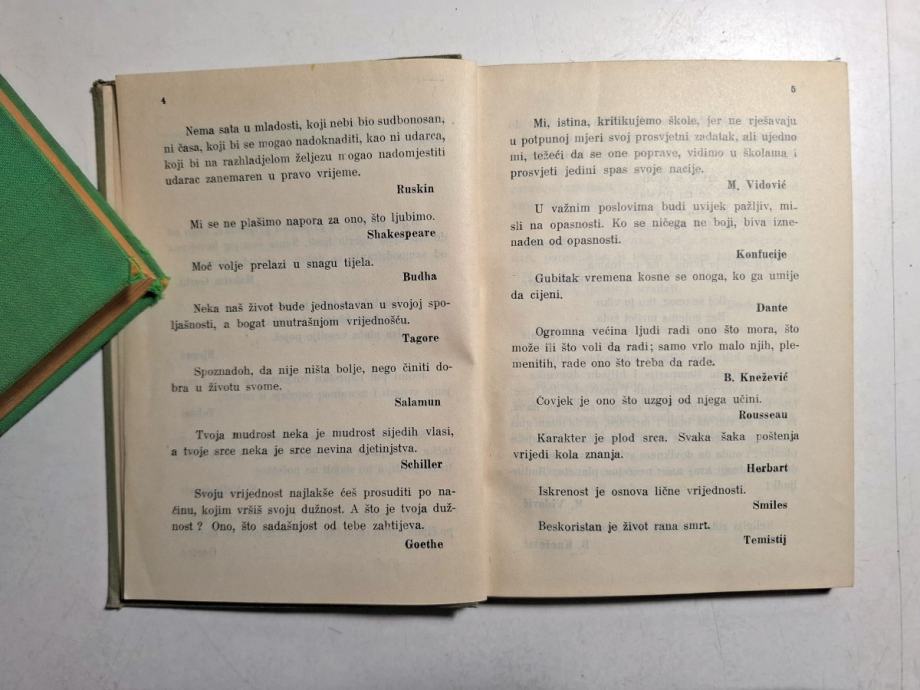 4
Nema sata u mladosti, koji nebi bio sudbonosan,
ni časa, koji bi se mogao nadoknaditi, kao ni udarca,
koji bi na razhladjelom željezu mogao nadomjestiti
udarac zanemaren u pravo vrijeme.
Ruskin
Mi se ne plašimo napora za ono, što ljubimo.
Shakespeare
Moć volje prelazi u snagu tijela.
Budha
Neka naš život bude jednostavan u svojoj spo-
ljašnosti, a bogat unutrašnjom vrijednošću.
Tagore
Spoznadoh, da nije ništa bolje, nego činiti do-
bra u životu svome.
Salamun
Tvoja mudrost neka je mudrost sijedih vlasi,
a tvoje srce neka je srce nevina djetinjstva.
Schiller
Svoju vrijednost najlakše ćeš prosuditi po na-
činu, kojim vršiš svoju dužnost. A što je tvoja duž-
nost ? Ono, što sadašnjost od tebe zahtijeva.
Goethe
5
Mi, istina, kritikujemo škole, jer ne rješavaju
u potpunoj mjeri svoj prosvjetni zadatak, ali ujedno
mi, težeći da se one poprave, vidimo u školama i
prosvjeti jedini spas svoje nacije.
M. Vidović
U važnim poslovima budi uvijek pažljiv, mi-
sli na opasnosti. Ko se ničega ne boji, biva izne-
nađen od opasnosti.
Konfucije
Gubitak vremena kosne se onoga, ko ga umije
da cijeni.
Dante
Ogromna većina ljudi radi ono što mora, što
može ili što voli da radi ; samo vrlo malo njih, ple-
menitih, rade ono što treba da rade.
B. Knežević
Čovjek je ono što uzgoj od njega učini.
Rousseau
Karakter je plod srca. Svaka šaka poštenja
vrijedi kola znanja.
Herbart
Iskrenost je osnova lične vrijednosti.
Smiles
Beskoristan je život rana smrt.
Temistij